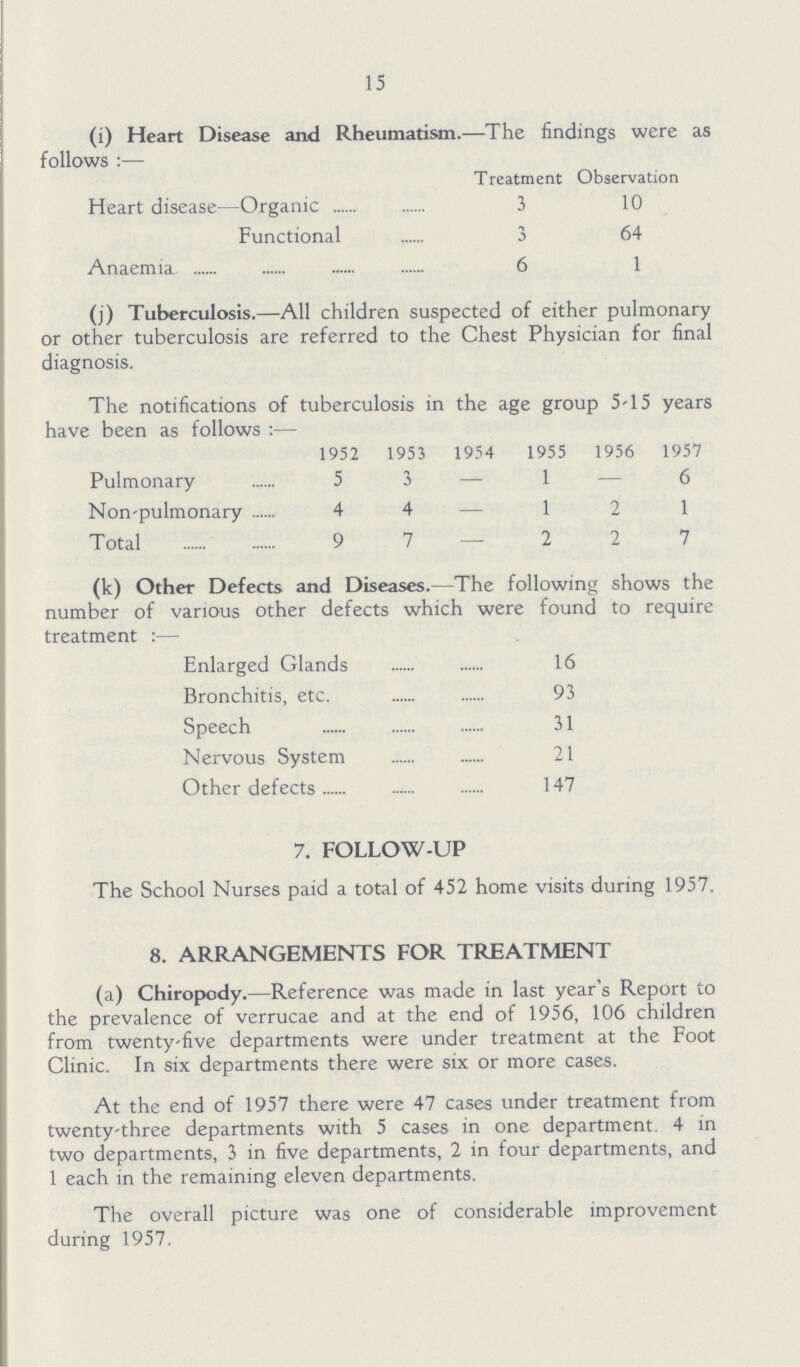 15
(i) Heart Disease and Rheumatism.—The findings were as
follows :—
Treatment Observation
Heart disease—Organic ...... ...... 3 10
Functional ...... 3 64
Anaemia ...... ...... ...... ...... 6 1
(j) Tuberculosis.—All children suspected of either pulmonary
or other tuberculosis are referred to the Chest Physician for final
diagnosis.
The notifications of tuberculosis in the age group 5-15 years
have been as follows :—
1952 1953 1954 1955 1956 1957
Pulmonary ...... 5 3 — 1 — 6
Non-pulmonary ...... 4 4 — 1 2 1
Total ...... ...... 9 7 — 2 2 7
(k) Other Defects and Diseases.—The following shows the
number of various other defects which were found to require
treatment :—
Enlarged Glands ...... ...... 16
Bronchitis, etc. ...... ...... 93
Speech ...... ...... ...... 31
Nervous System ...... ...... 21
Other defects ...... ...... ...... 147
7. FOLLOW-UP
The School Nurses paid a total of 452 home visits during 1957.
8. ARRANGEMENTS FOR TREATMENT
(a) Chiropody.—Reference was made in last year's Report to
the prevalence of verrucae and at the end of 1956, 106 children
from twenty-five departments were under treatment at the Foot
Clinic. In six departments there were six or more cases.
At the end of 1957 there were 47 cases under treatment from
twenty-three departments with 5 cases in one department. 4 in
two departments, 3 in five departments, 2 in four departments, and
1 each in the remaining eleven departments.
The overall picture was one of considerable improvement
during 1957.